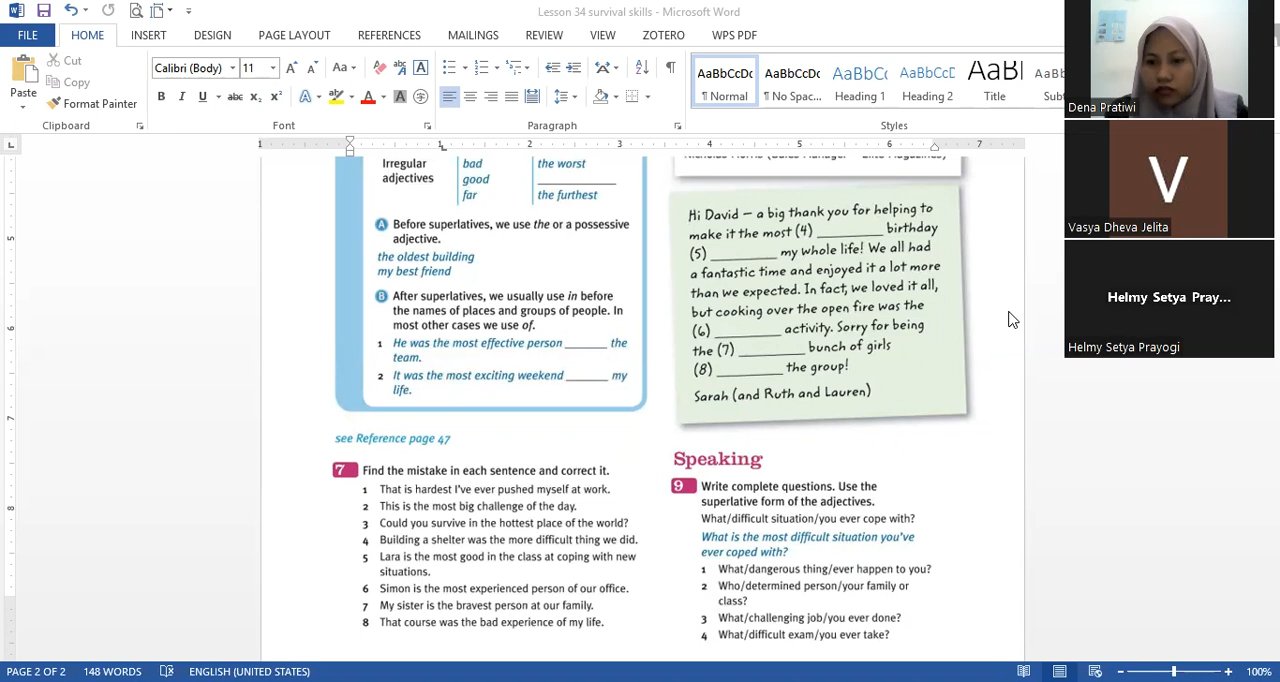 Lesson 34 survival skills - Microsoft Word
FILE HOME INSERT DESIGN PAGE LAYOUT REFERENCES MAILINGS REVIEW VIEW ZOTERO WPS PDF
Paste
Cut
Copy
Format Painter
Clipboard
Calibri (Body) 11
Font
Paragraph
AaBbCcDc AaBbCcDc AaBbC AaBbCcD AaB
¶ Normal ¶ No Spac... Heading 1 Heading 2 Title
Styles
Dena Pratiwi
V
Vasya Dheva Jelita
Helmy Setya Pray...
Helmy Setya Prayogi
1 1 2 3 4 5 6 7
5
6
7
8
Irregular adjectives
bad the worst
good ____________
far the furthest
A Before superlatives, we use the or a possessive
adjective.
the oldest building
my best friend
B After superlatives, we usually use in before
the names of places and groups of people. In
most other cases we use of.
1 He was the most effective person ______ the
team.
2 It was the most exciting weekend ______ my
life.
see Reference page 47
7 Find the mistake in each sentence and correct it.
1 That is hardest I've ever pushed myself at work.
2 This is the most big challenge of the day.
3 Could you survive in the hottest place of the world?
4 Building a shelter was the more difficult thing we did.
5 Lara is the most good in the class at coping with new
situations.
6 Simon is the most experienced person of our office.
7 My sister is the bravest person at our family.
8 That course was the bad experience of my life.
Hi David – a big thank you for helping to
make it the most (4) _________ birthday
(5) _________ my whole life! We all had
a fantastic time and enjoyed it a lot more
than we expected. In fact, we loved it all,
but cooking over the open fire was the
(6) _________ activity. Sorry for being
the (7) _________ bunch of girls
(8) _________ the group!
Sarah (and Ruth and Lauren)
Speaking
9 Write complete questions. Use the
superlative form of the adjectives.
What/difficult situation/you ever cope with?
What is the most difficult situation you've
ever coped with?
1 What/dangerous thing/ever happen to you?
2 Who/determined person/your family or
class?
3 What/challenging job/you ever done?
4 What/difficult exam/you ever take?
PAGE 2 OF 2 148 WORDS ENGLISH (UNITED STATES) 100%